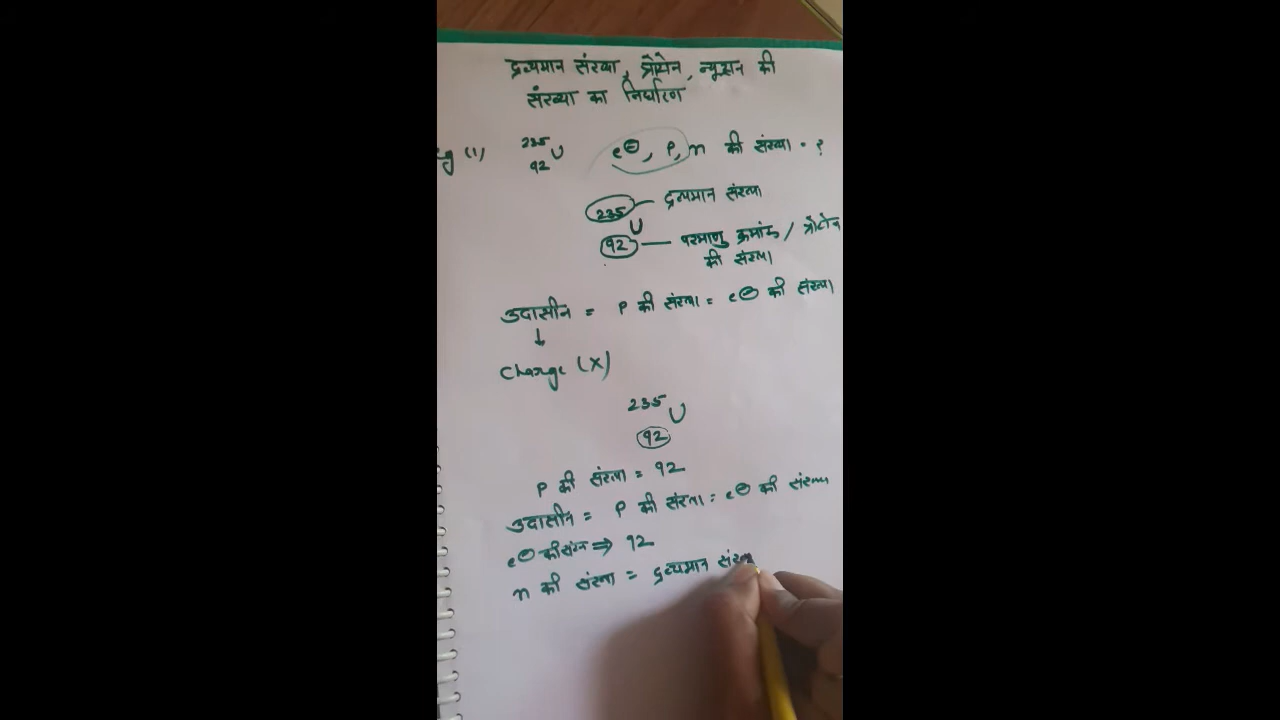 द्रव्यमान संख्या, प्रोटोन, न्यूट्रान की
संख्या का निर्धारण
eg (1) 235 92 U e⊖, p, n की संख्या = ?
235 — द्रव्यमान संख्या
U
92 — परमाणु क्रमांक / प्रोटोन
की संख्या
उदासीन = P की संख्या = e⊖ की संख्या
↓
Charge (X)
235
U
92
P की संख्या = 92
उदासीन = P की संख्या = e⊖ की संख्या
e⊖ की संख्या ⇒ 92
n की संख्या = द्रव्यमान संख्या